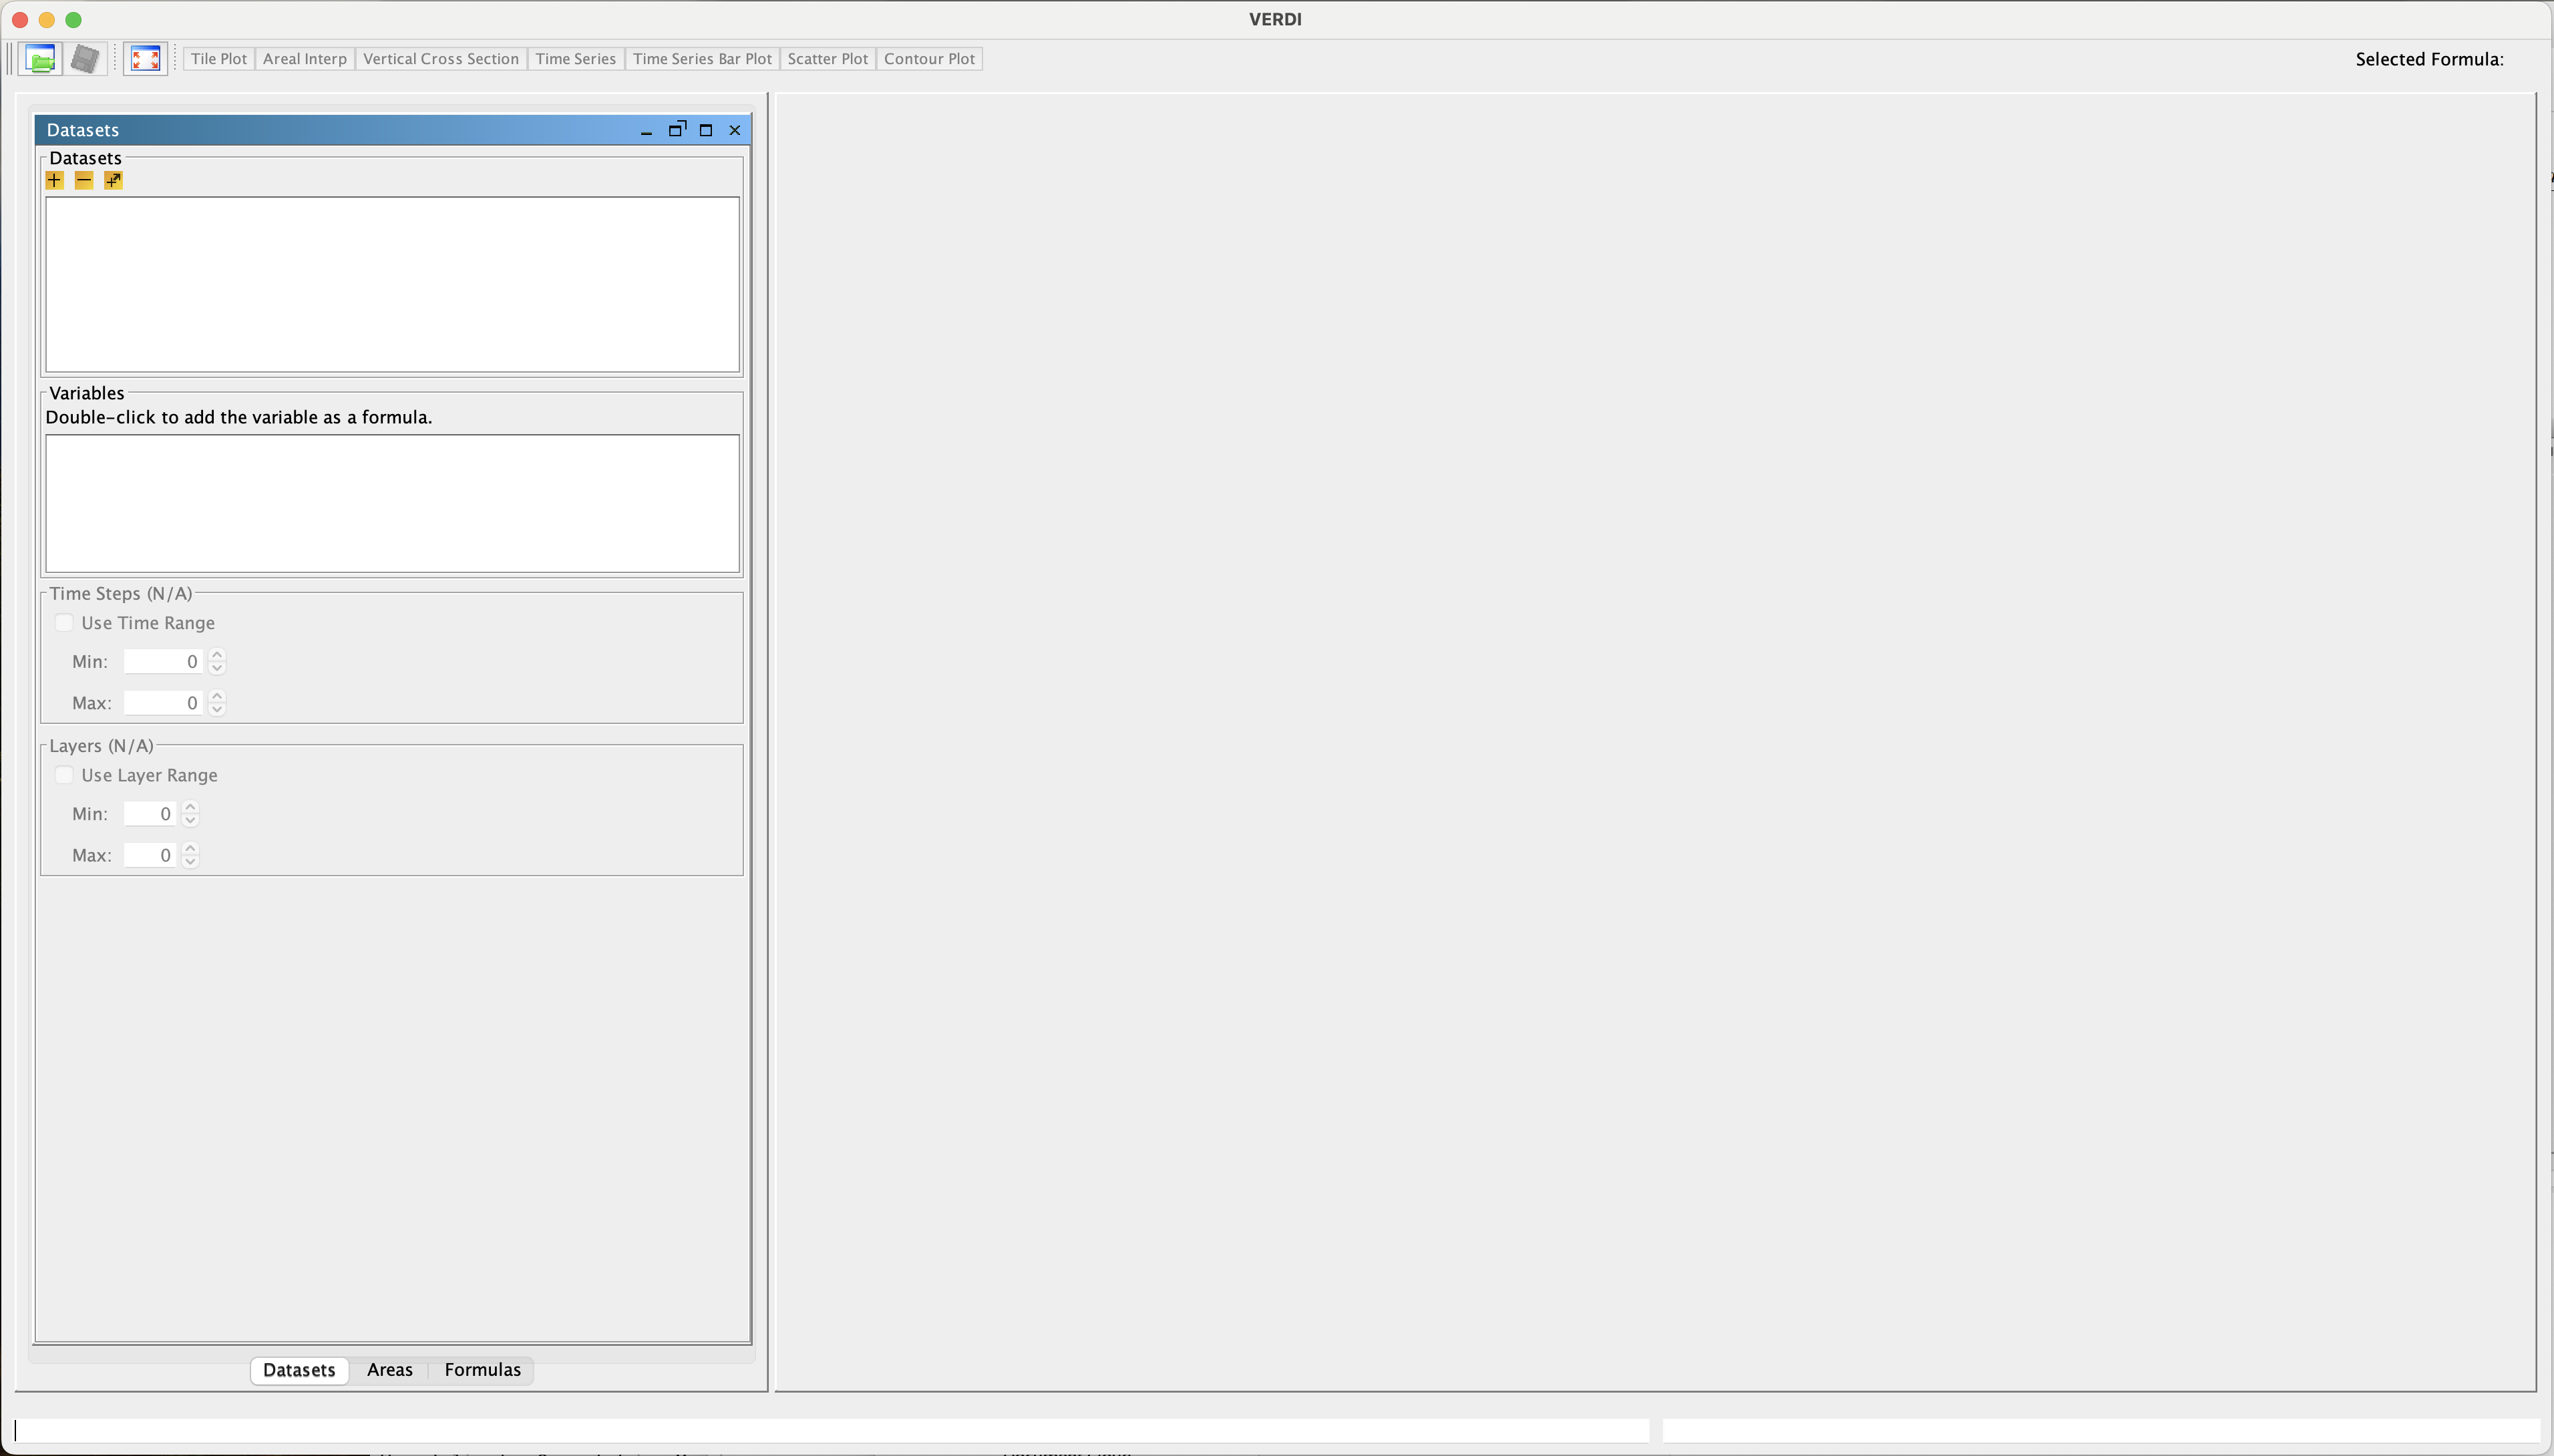 VERDI
Tile Plot Areal Interp Vertical Cross Section Time Series Time Series Bar Plot Scatter Plot Contour Plot Selected Formula:
Datasets
Datasets
Variables
Double-click to add the variable as a formula.
Time Steps (N/A)
Use Time Range
Min: 0
Max: 0
Layers (N/A)
Use Layer Range
Min: 0
Max: 0
Datasets Areas Formulas